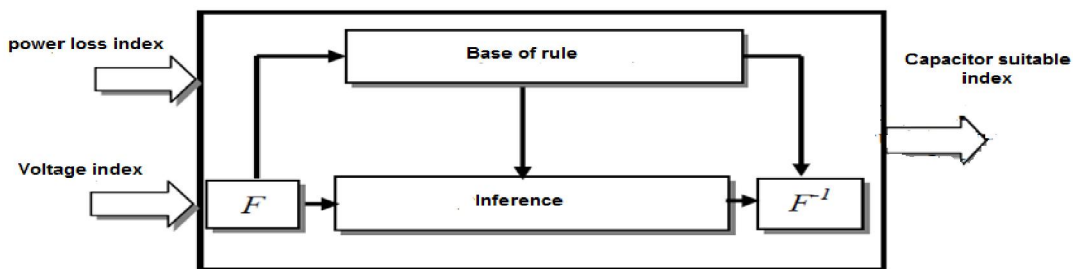 power loss index
Base of rule
Capacitor suitable
index
Voltage index
F
Inference
F⁻¹